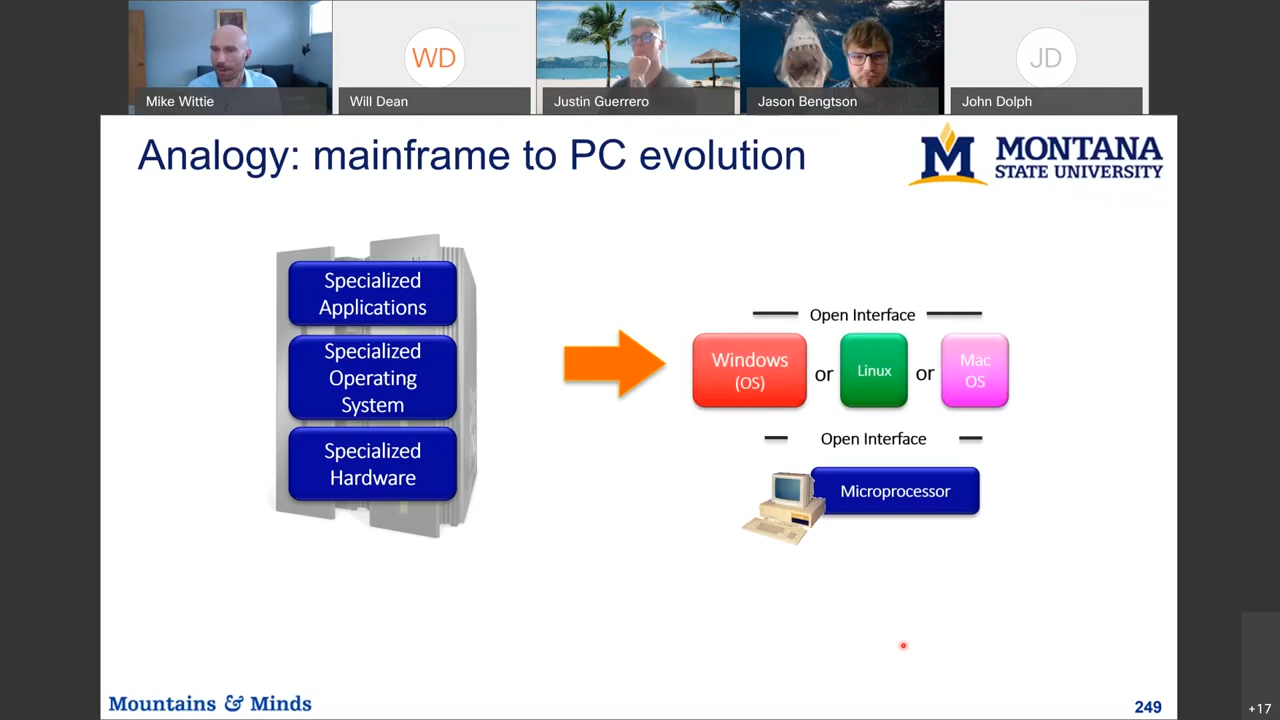 Mike Wittie
WD
Will Dean
Justin Guerrero
Jason Bengtson
JD
John Dolph
Analogy: mainframe to PC evolution
M
MONTANA
STATE UNIVERSITY
Specialized
Applications
Specialized
Operating
System
Specialized
Hardware
Open Interface
Windows
(OS)
or
Linux
or
Mac
OS
Open Interface
Microprocessor
Mountains & Minds
249
+17